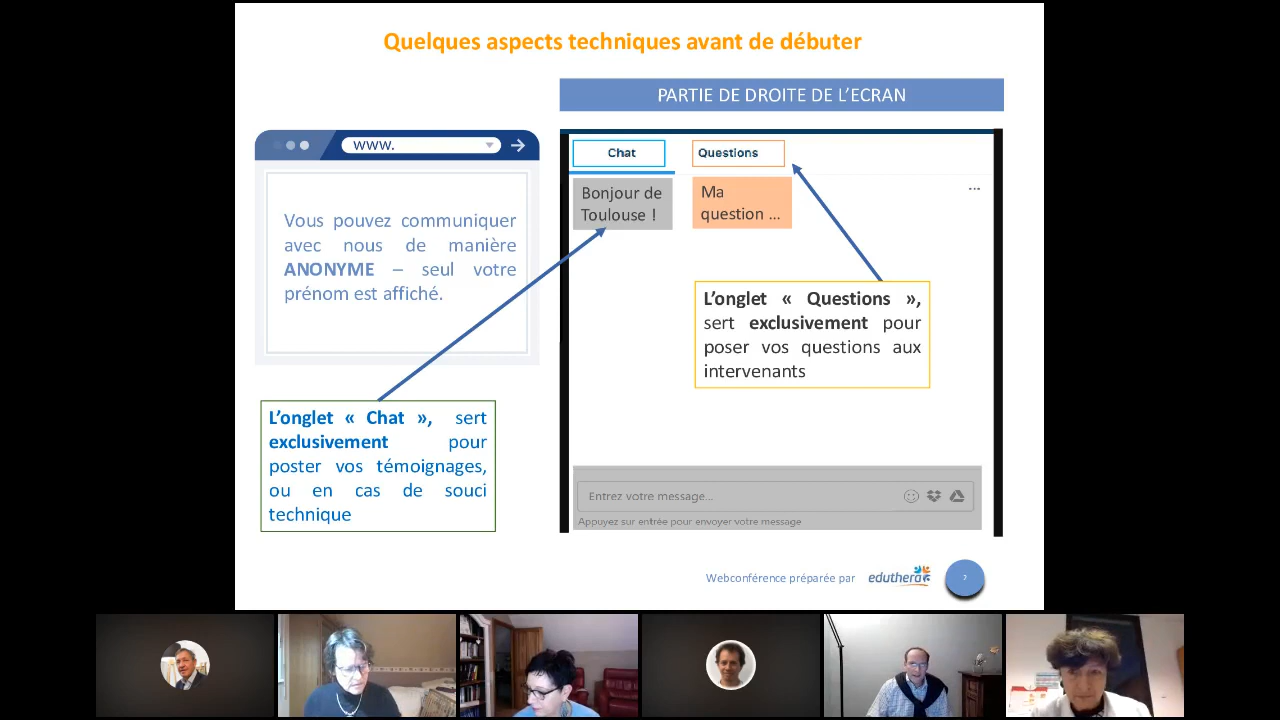 Quelques aspects techniques avant de débuter
PARTIE DE DROITE DE L'ECRAN
www.
Vous pouvez communiquer
avec nous de manière
ANONYME – seul votre
prénom est affiché.
Chat
Questions
Bonjour de
Toulouse !
Ma
question ...
L'onglet « Questions »,
sert exclusivement pour
poser vos questions aux
intervenants
L'onglet « Chat », sert
exclusivement pour
poster vos témoignages,
ou en cas de souci
technique
Entrez votre message...
Appuyez sur entrée pour envoyer votre message
Webconférence préparée par
eduthera